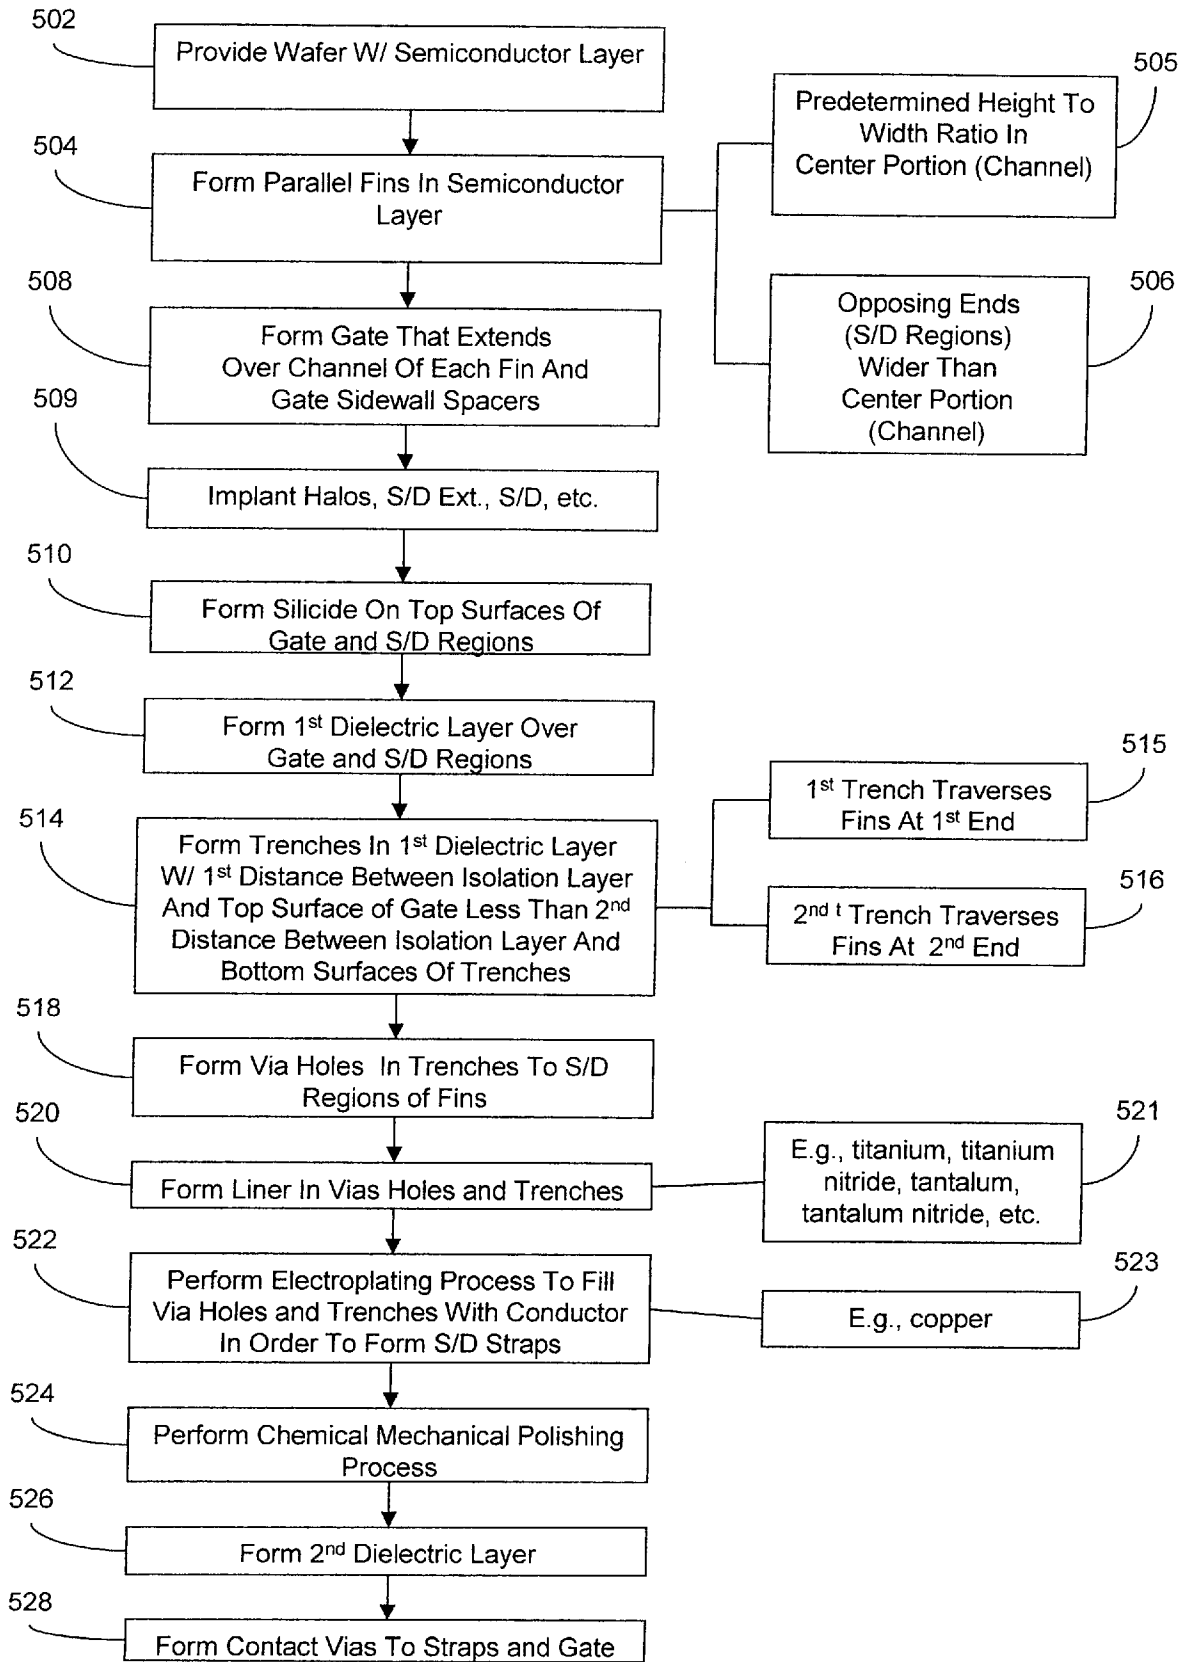 502
Provide Wafer W/ Semiconductor Layer
505
Predetermined Height To
Width Ratio In
Center Portion (Channel)
504
Form Parallel Fins In Semiconductor
Layer
506
Opposing Ends
(S/D Regions)
Wider Than
Center Portion
(Channel)
508
Form Gate That Extends
Over Channel Of Each Fin And
Gate Sidewall Spacers
509
Implant Halos, S/D Ext., S/D, etc.
510
Form Silicide On Top Surfaces Of
Gate and S/D Regions
512
Form 1st Dielectric Layer Over
Gate and S/D Regions
514
Form Trenches In 1st Dielectric Layer
W/ 1st Distance Between Isolation Layer
And Top Surface of Gate Less Than 2nd
Distance Between Isolation Layer And
Bottom Surfaces Of Trenches
515
1st Trench Traverses
Fins At 1st End
516
2nd t Trench Traverses
Fins At 2nd End
518
Form Via Holes In Trenches To S/D
Regions of Fins
520
Form Liner In Vias Holes and Trenches
521
E.g., titanium, titanium
nitride, tantalum,
tantalum nitride, etc.
522
Perform Electroplating Process To Fill
Via Holes and Trenches With Conductor
In Order To Form S/D Straps
523
E.g., copper
524
Perform Chemical Mechanical Polishing
Process
526
Form 2nd Dielectric Layer
528
Form Contact Vias To Straps and Gate